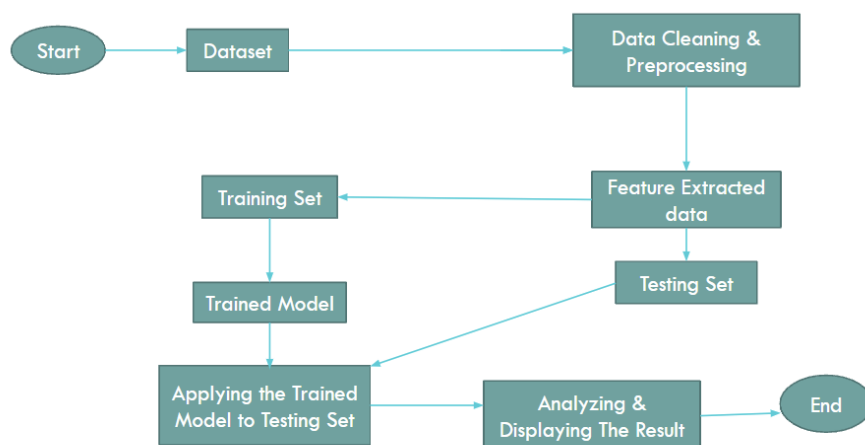 Start
Dataset
Data Cleaning &
Preprocessing
Training Set
Feature Extracted
data
Trained Model
Testing Set
Applying the Trained
Model to Testing Set
Analyzing &
Displaying The Result
End